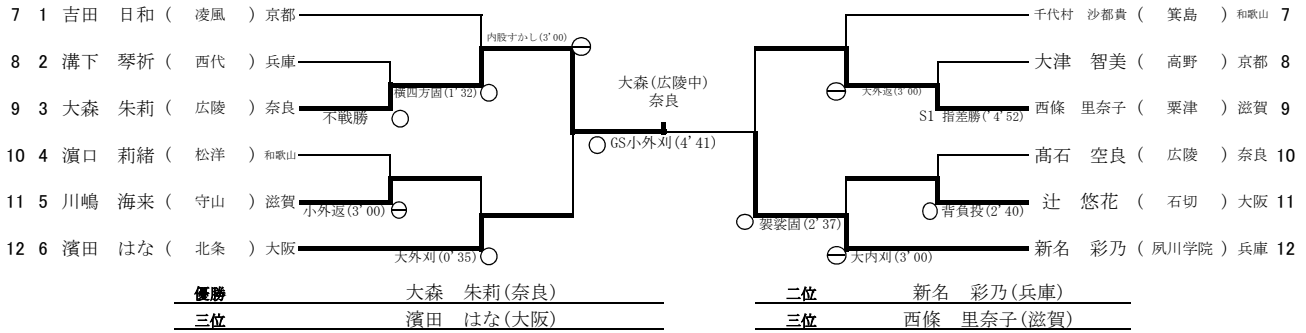 7 1 吉田 日和 ( 凌風 ) 京都
千代村 沙都貴 ( 箕島 ) 和歌山 7
内股すかし(3'00)
8 2 溝下 琴祈 ( 西代 ) 兵庫
大津 智美 ( 高野 ) 京都 8
大森(広陵中)
奈良
横四方固(1'32)
大外返(3'00)
9 3 大森 朱莉 ( 広陵 ) 奈良
西條 里奈子 ( 粟津 ) 滋賀 9
不戦勝
S1 指差勝('4'52)
GS小外刈(4'41)
10 4 濵口 莉緒 ( 松洋 ) 和歌山
髙石 空良 ( 広陵 ) 奈良 10
11 5 川嶋 海来 ( 守山 ) 滋賀
辻 悠花 ( 石切 ) 大阪 11
小外返(3'00)
背負投(2'40)
袈裟固(2'37)
12 6 濱田 はな ( 北条 ) 大阪
新名 彩乃 ( 夙川学院 ) 兵庫 12
大外刈(0'35)
大内刈(3'00)
優勝 大森 朱莉(奈良)
二位 新名 彩乃(兵庫)
三位 濱田 はな(大阪)
三位 西條 里奈子(滋賀)